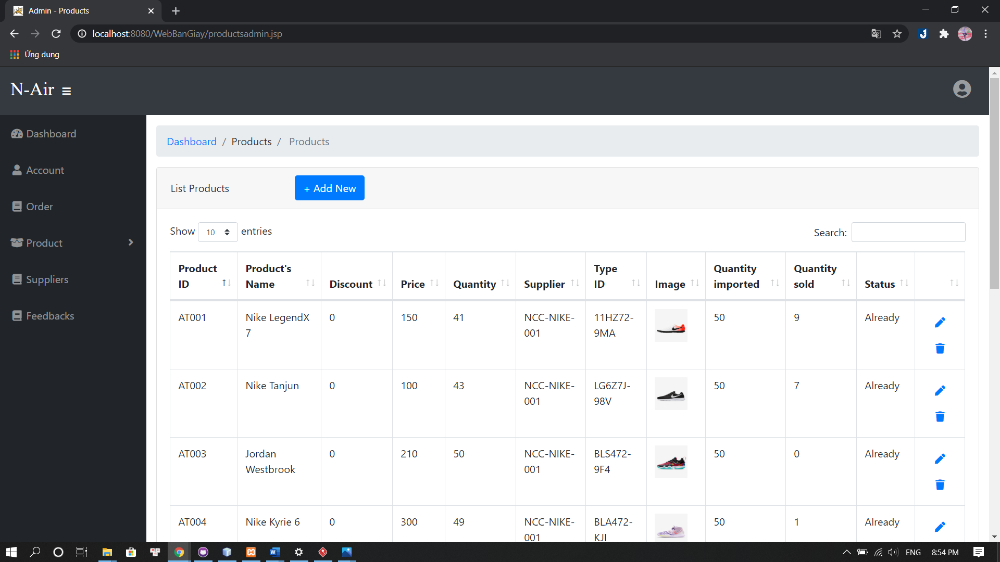 Admin - Products
localhost:8080/WebBanGiay/productsadmin.jsp
Ứng dụng
N-Air
Dashboard
Account
Order
Product
Suppliers
Feedbacks
Dashboard / Products / Products
List Products + Add New
Show 10 entries Search:
Product ID Product's Name Discount Price Quantity Supplier Type ID Image Quantity imported Quantity sold Status
AT001 Nike LegendX 0 150 41 NCC-NIKE- 11HZ72- 50 9 Already
7 001 9MA
AT002 Nike Tanjun 0 100 43 NCC-NIKE- LG6Z7J- 50 7 Already
001 98V
AT003 Jordan 0 210 50 NCC-NIKE- BLS472- 50 0 Already
Westbrook 001 9F4
AT004 Nike Kyrie 6 0 300 49 NCC-NIKE- BLA472- 50 1 Already
001 KJI
ENG 8:54 PM